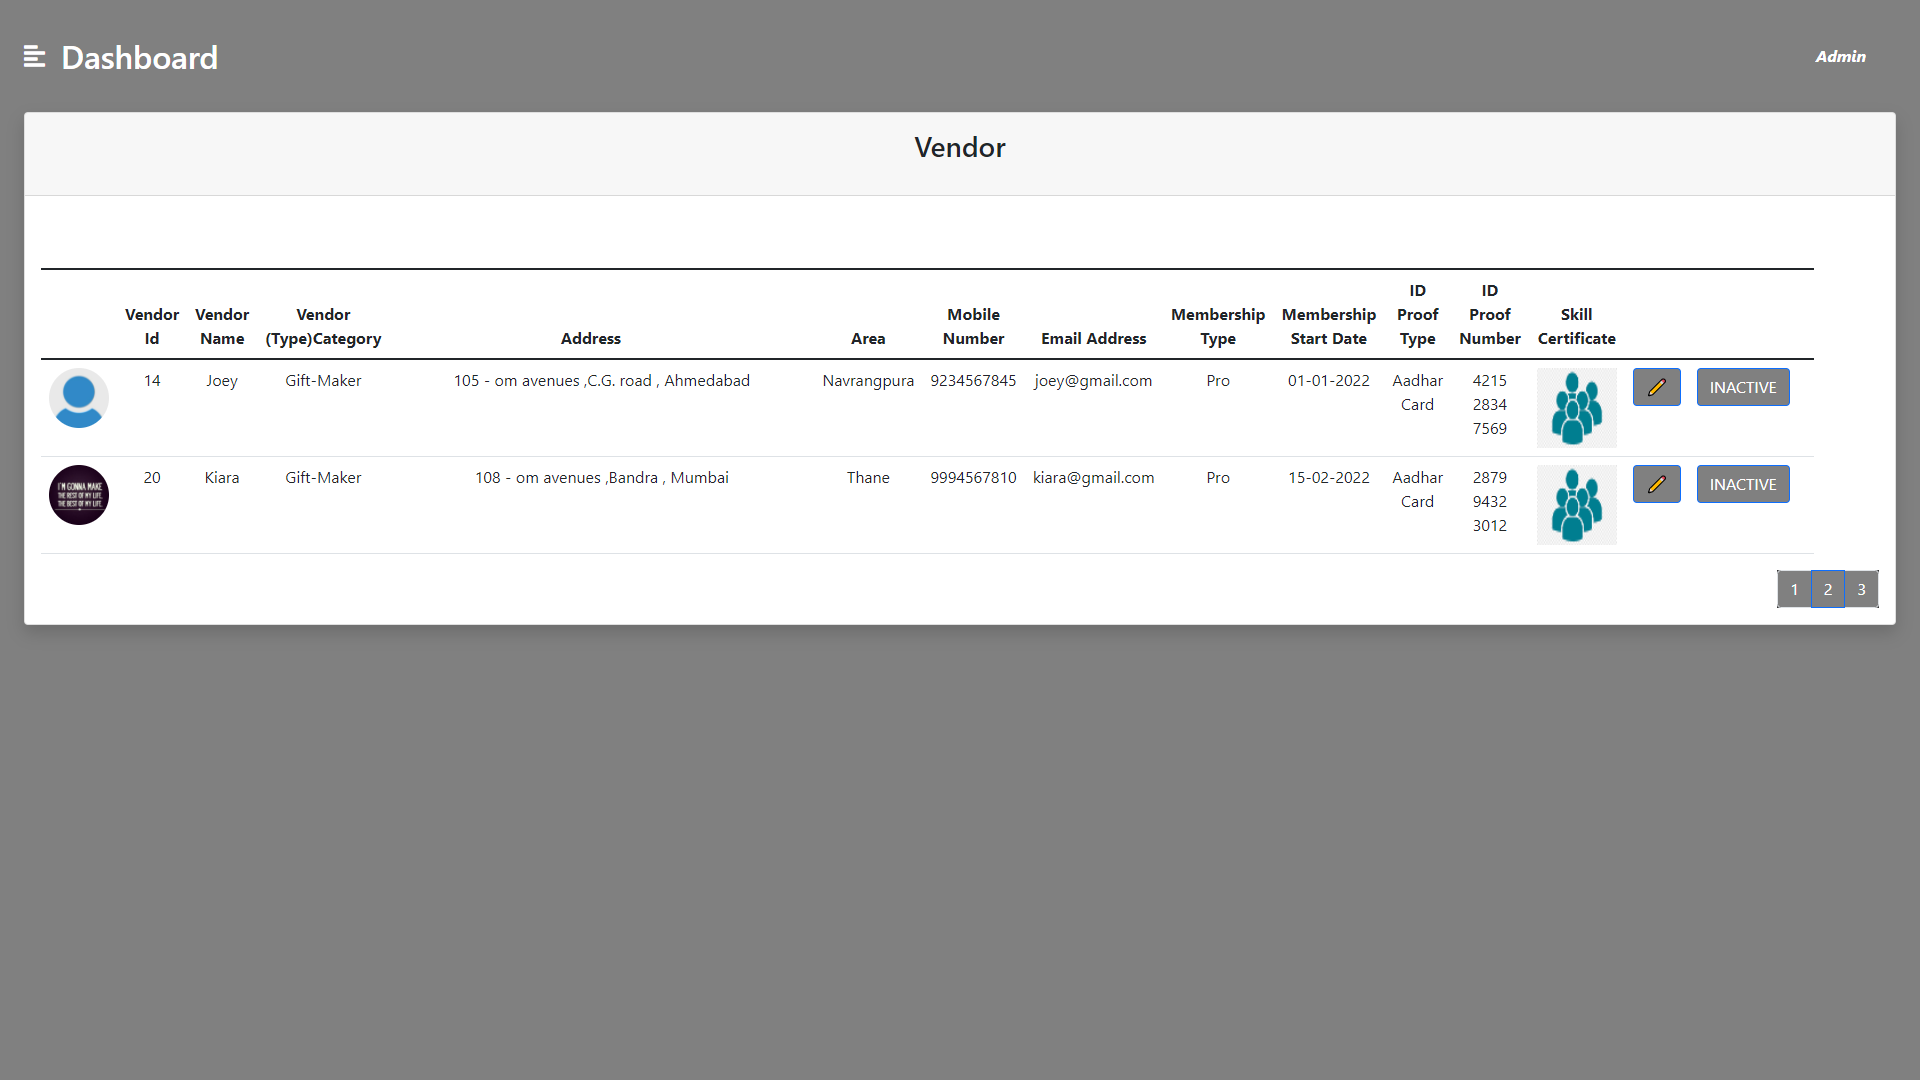 Dashboard
Admin
Vendor
Vendor Id
Vendor Name
Vendor (Type)Category
Address
Area
Mobile Number
Email Address
Membership Type
Membership Start Date
ID Proof Type
ID Proof Number
Skill Certificate
14
Joey
Gift-Maker
105 - om avenues ,C.G. road , Ahmedabad
Navrangpura
9234567845
joey@gmail.com
Pro
01-01-2022
Aadhar Card
4215 2834 7569
INACTIVE
I'M GONNA MAKE
THE REST OF MY LIFE,
THE BEST OF MY LIFE.
20
Kiara
Gift-Maker
108 - om avenues ,Bandra , Mumbai
Thane
9994567810
kiara@gmail.com
Pro
15-02-2022
Aadhar Card
2879 9432 3012
INACTIVE
1 2 3